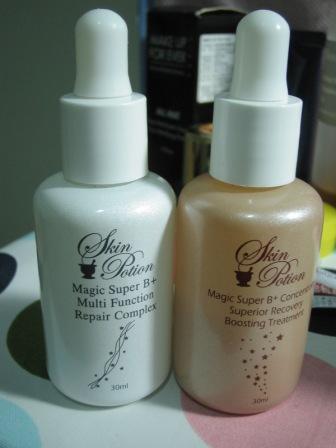 MAKE UP
FOR EVER
Skin
Potion
Magic Super B+
Multi Function
Repair Complex
30ml
Skin
Potion
Magic Super B+
Superior Recovery
Boosting Treatment
30ml